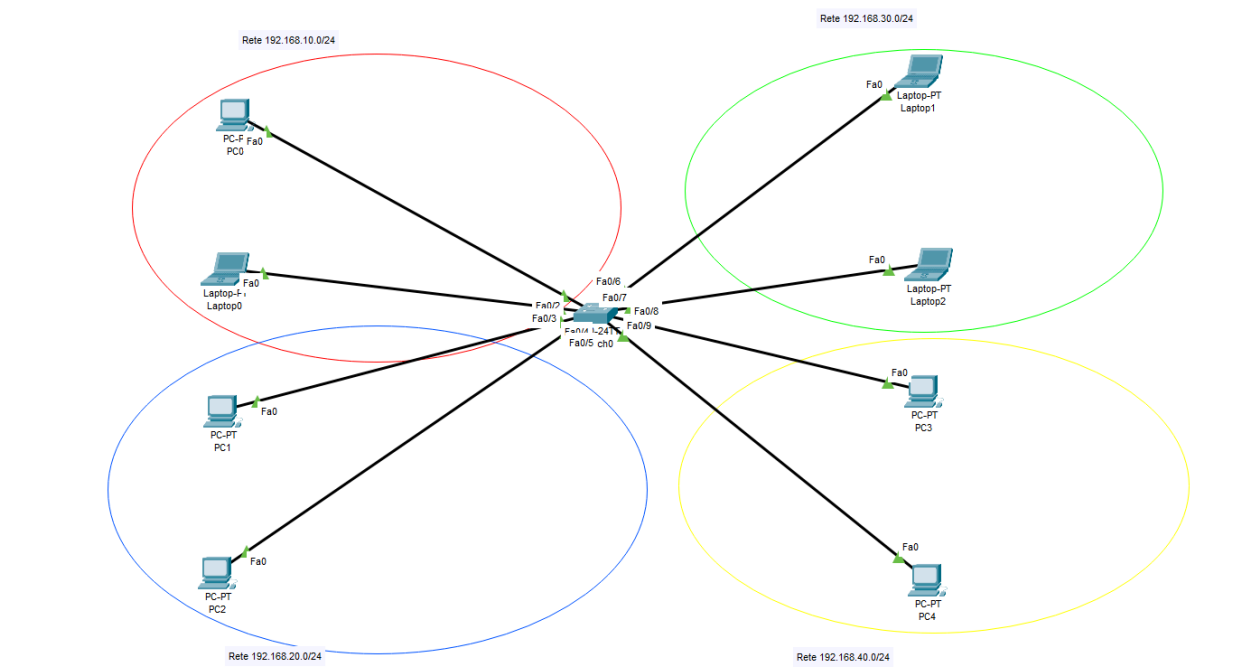 Rete 192.168.30.0/24
Rete 192.168.10.0/24
Fa0
Laptop-PT
Laptop1
Fa0
PC0
Fa0
Laptop-PT
Laptop2
Fa0
Laptop0
Fa0/6
Fa0/7
Fa0/2
Fa0/8
Fa0/3
Fa0/9
Fa0/5
ch0
Fa0
PC-PT
PC3
Fa0
PC-PT
PC1
Fa0
PC-PT
PC4
Fa0
PC-PT
PC2
Rete 192.168.20.0/24
Rete 192.168.40.0/24